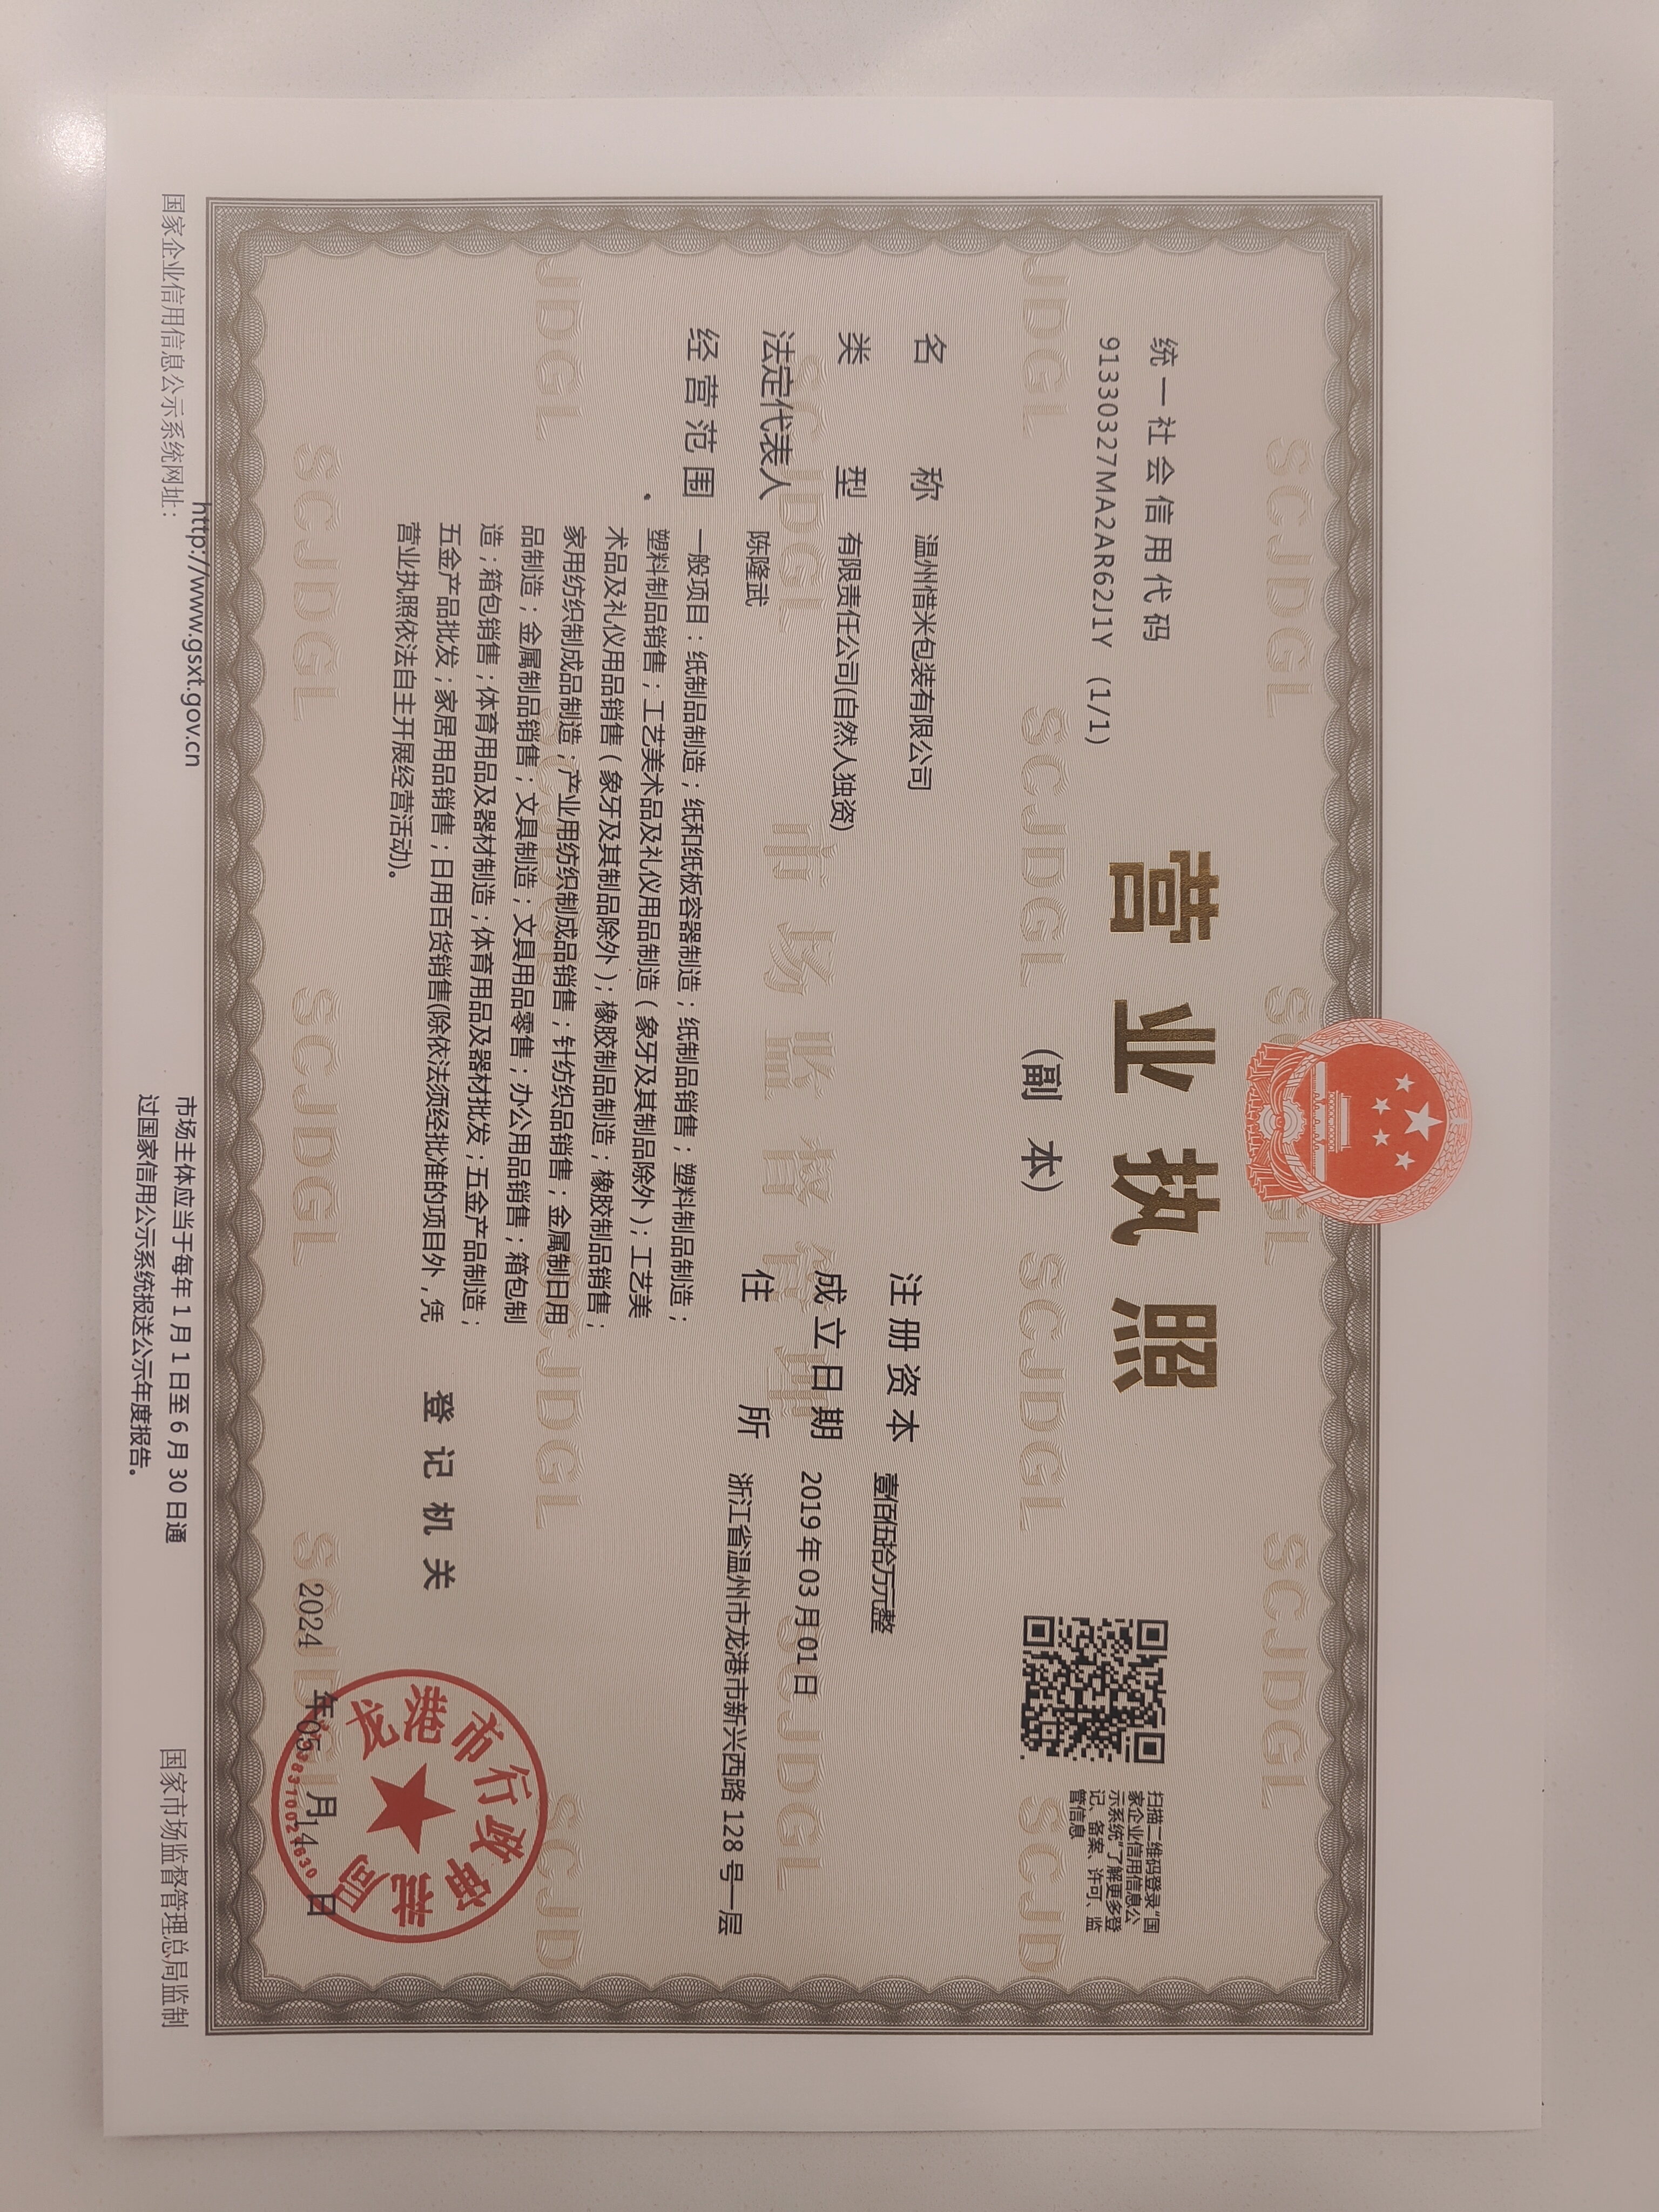 营业执照
(副 本)
统一社会信用代码
91330327MA2AR62J1Y (1/1)
扫描二维码登录“国
家企业信用信息公
示系统”了解更多登
记、备案、许可、监
管信息
名 称 温州惜米包装有限公司
类 型 有限责任公司(自然人独资)
法定代表人 陈隆武
经营范围 一般项目：纸制品制造；纸和纸板容器制造；纸制品销售；塑料制品制造；
塑料制品销售；工艺美术品及礼仪用品制造（象牙及其制品除外）；工艺美
术品及礼仪用品销售（象牙及其制品除外）；橡胶制品制造；橡胶制品销售；
家用纺织制成品制造；产业用纺织制成品销售；针纺织品销售；金属制日用
品制造；金属制品销售；文具制造；文具用品零售；办公用品销售；箱包制
造；箱包销售；体育用品及器材制造；体育用品及器材批发；五金产品制造；
五金产品批发；家居用品销售；日用百货销售(除依法须经批准的项目外，凭
营业执照依法自主开展经营活动)。
注册资本 壹佰伍拾万元整
成立日期 2019年03月01日
住 所 浙江省温州市龙港市新兴西路128号一层
登记机关
龙港市行政审批局
2024 年05 月14 日
国家企业信用信息公示系统网址：
http://www.gsxt.gov.cn
市场主体应当于每年1月1日至6月30日通
过国家信用公示系统报送公示年度报告。
国家市场监督管理总局监制
SCJDGL
市场监督管理